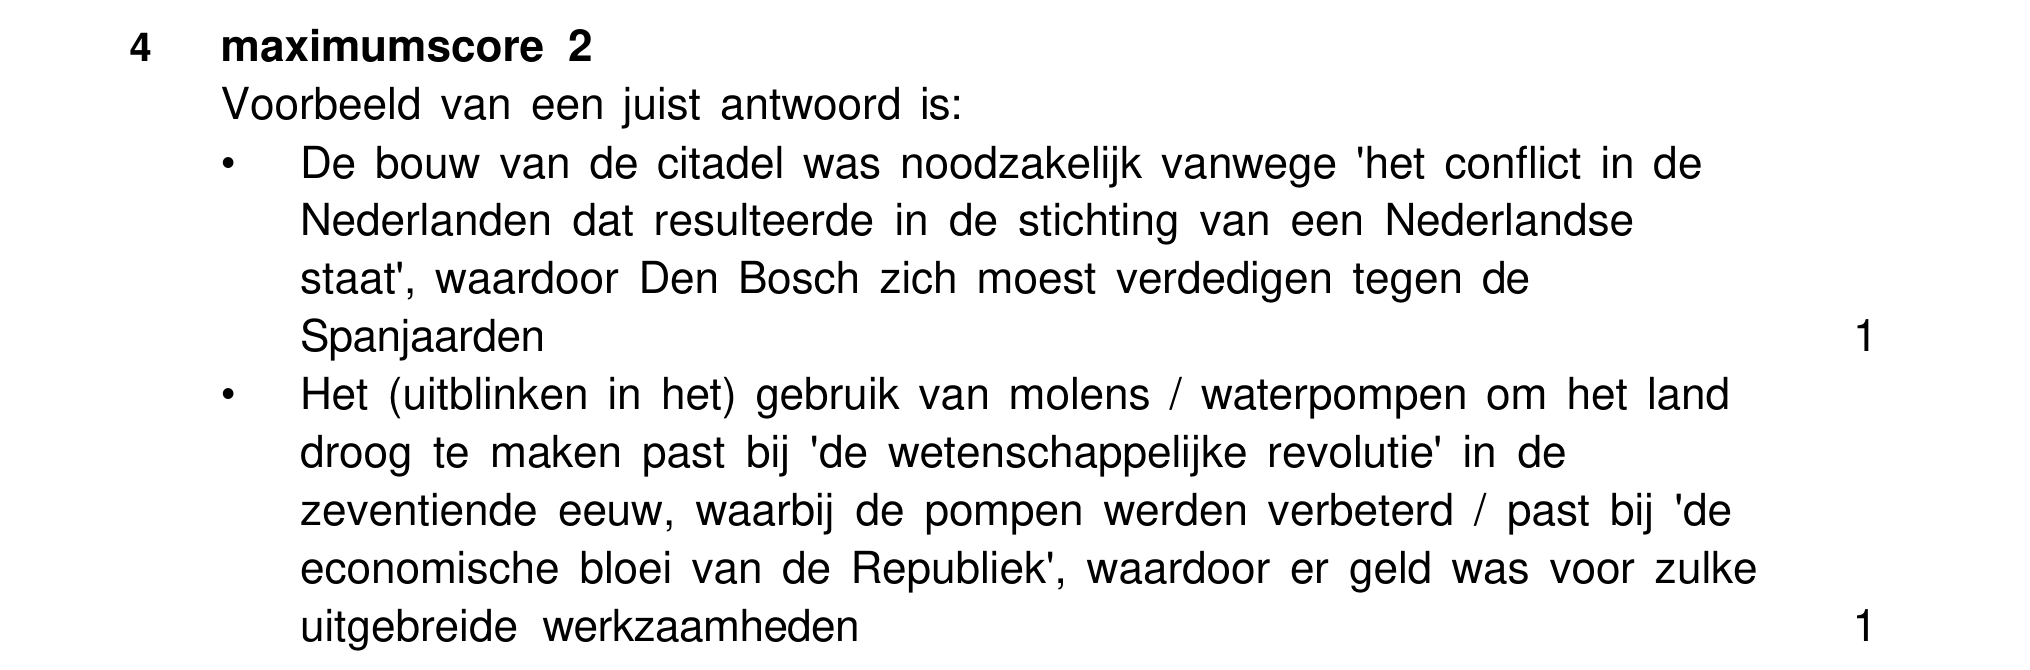 4 maximumscore 2
Voorbeeld van een juist antwoord is:
• De bouw van de citadel was noodzakelijk vanwege 'het conflict in de
Nederlanden dat resulteerde in de stichting van een Nederlandse
staat', waardoor Den Bosch zich moest verdedigen tegen de
Spanjaarden 1
• Het (uitblinken in het) gebruik van molens / waterpompen om het land
droog te maken past bij 'de wetenschappelijke revolutie' in de
zeventiende eeuw, waarbij de pompen werden verbeterd / past bij 'de
economische bloei van de Republiek', waardoor er geld was voor zulke
uitgebreide werkzaamheden 1